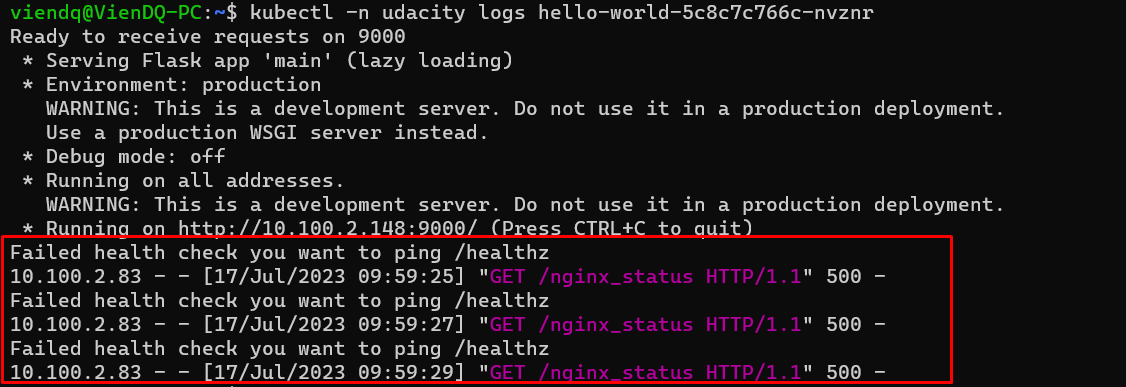 viendq@VienDQ-PC:~$ kubectl -n udacity logs hello-world-5c8c7c766c-nvznr
Ready to receive requests on 9000
 * Serving Flask app 'main' (lazy loading)
 * Environment: production
   WARNING: This is a development server. Do not use it in a production deployment.
   Use a production WSGI server instead.
 * Debug mode: off
 * Running on all addresses.
   WARNING: This is a development server. Do not use it in a production deployment.
 * Running on http://10.100.2.148:9000/ (Press CTRL+C to quit)
Failed health check you want to ping /healthz
10.100.2.83 - - [17/Jul/2023 09:59:25] "GET /nginx_status HTTP/1.1" 500 -
Failed health check you want to ping /healthz
10.100.2.83 - - [17/Jul/2023 09:59:27] "GET /nginx_status HTTP/1.1" 500 -
Failed health check you want to ping /healthz
10.100.2.83 - - [17/Jul/2023 09:59:29] "GET /nginx_status HTTP/1.1" 500 -